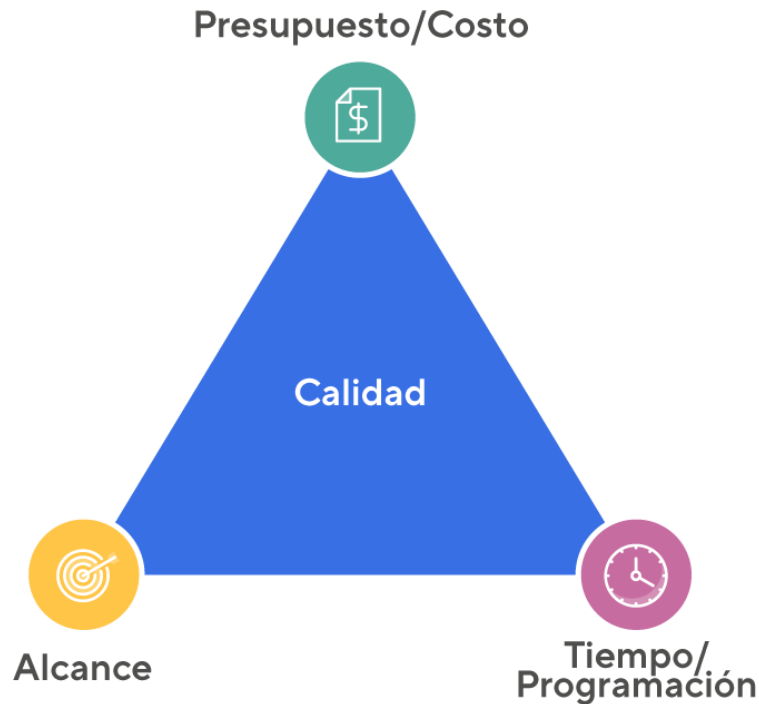 Presupuesto/Costo
$
Calidad
Alcance
Tiempo/
Programación